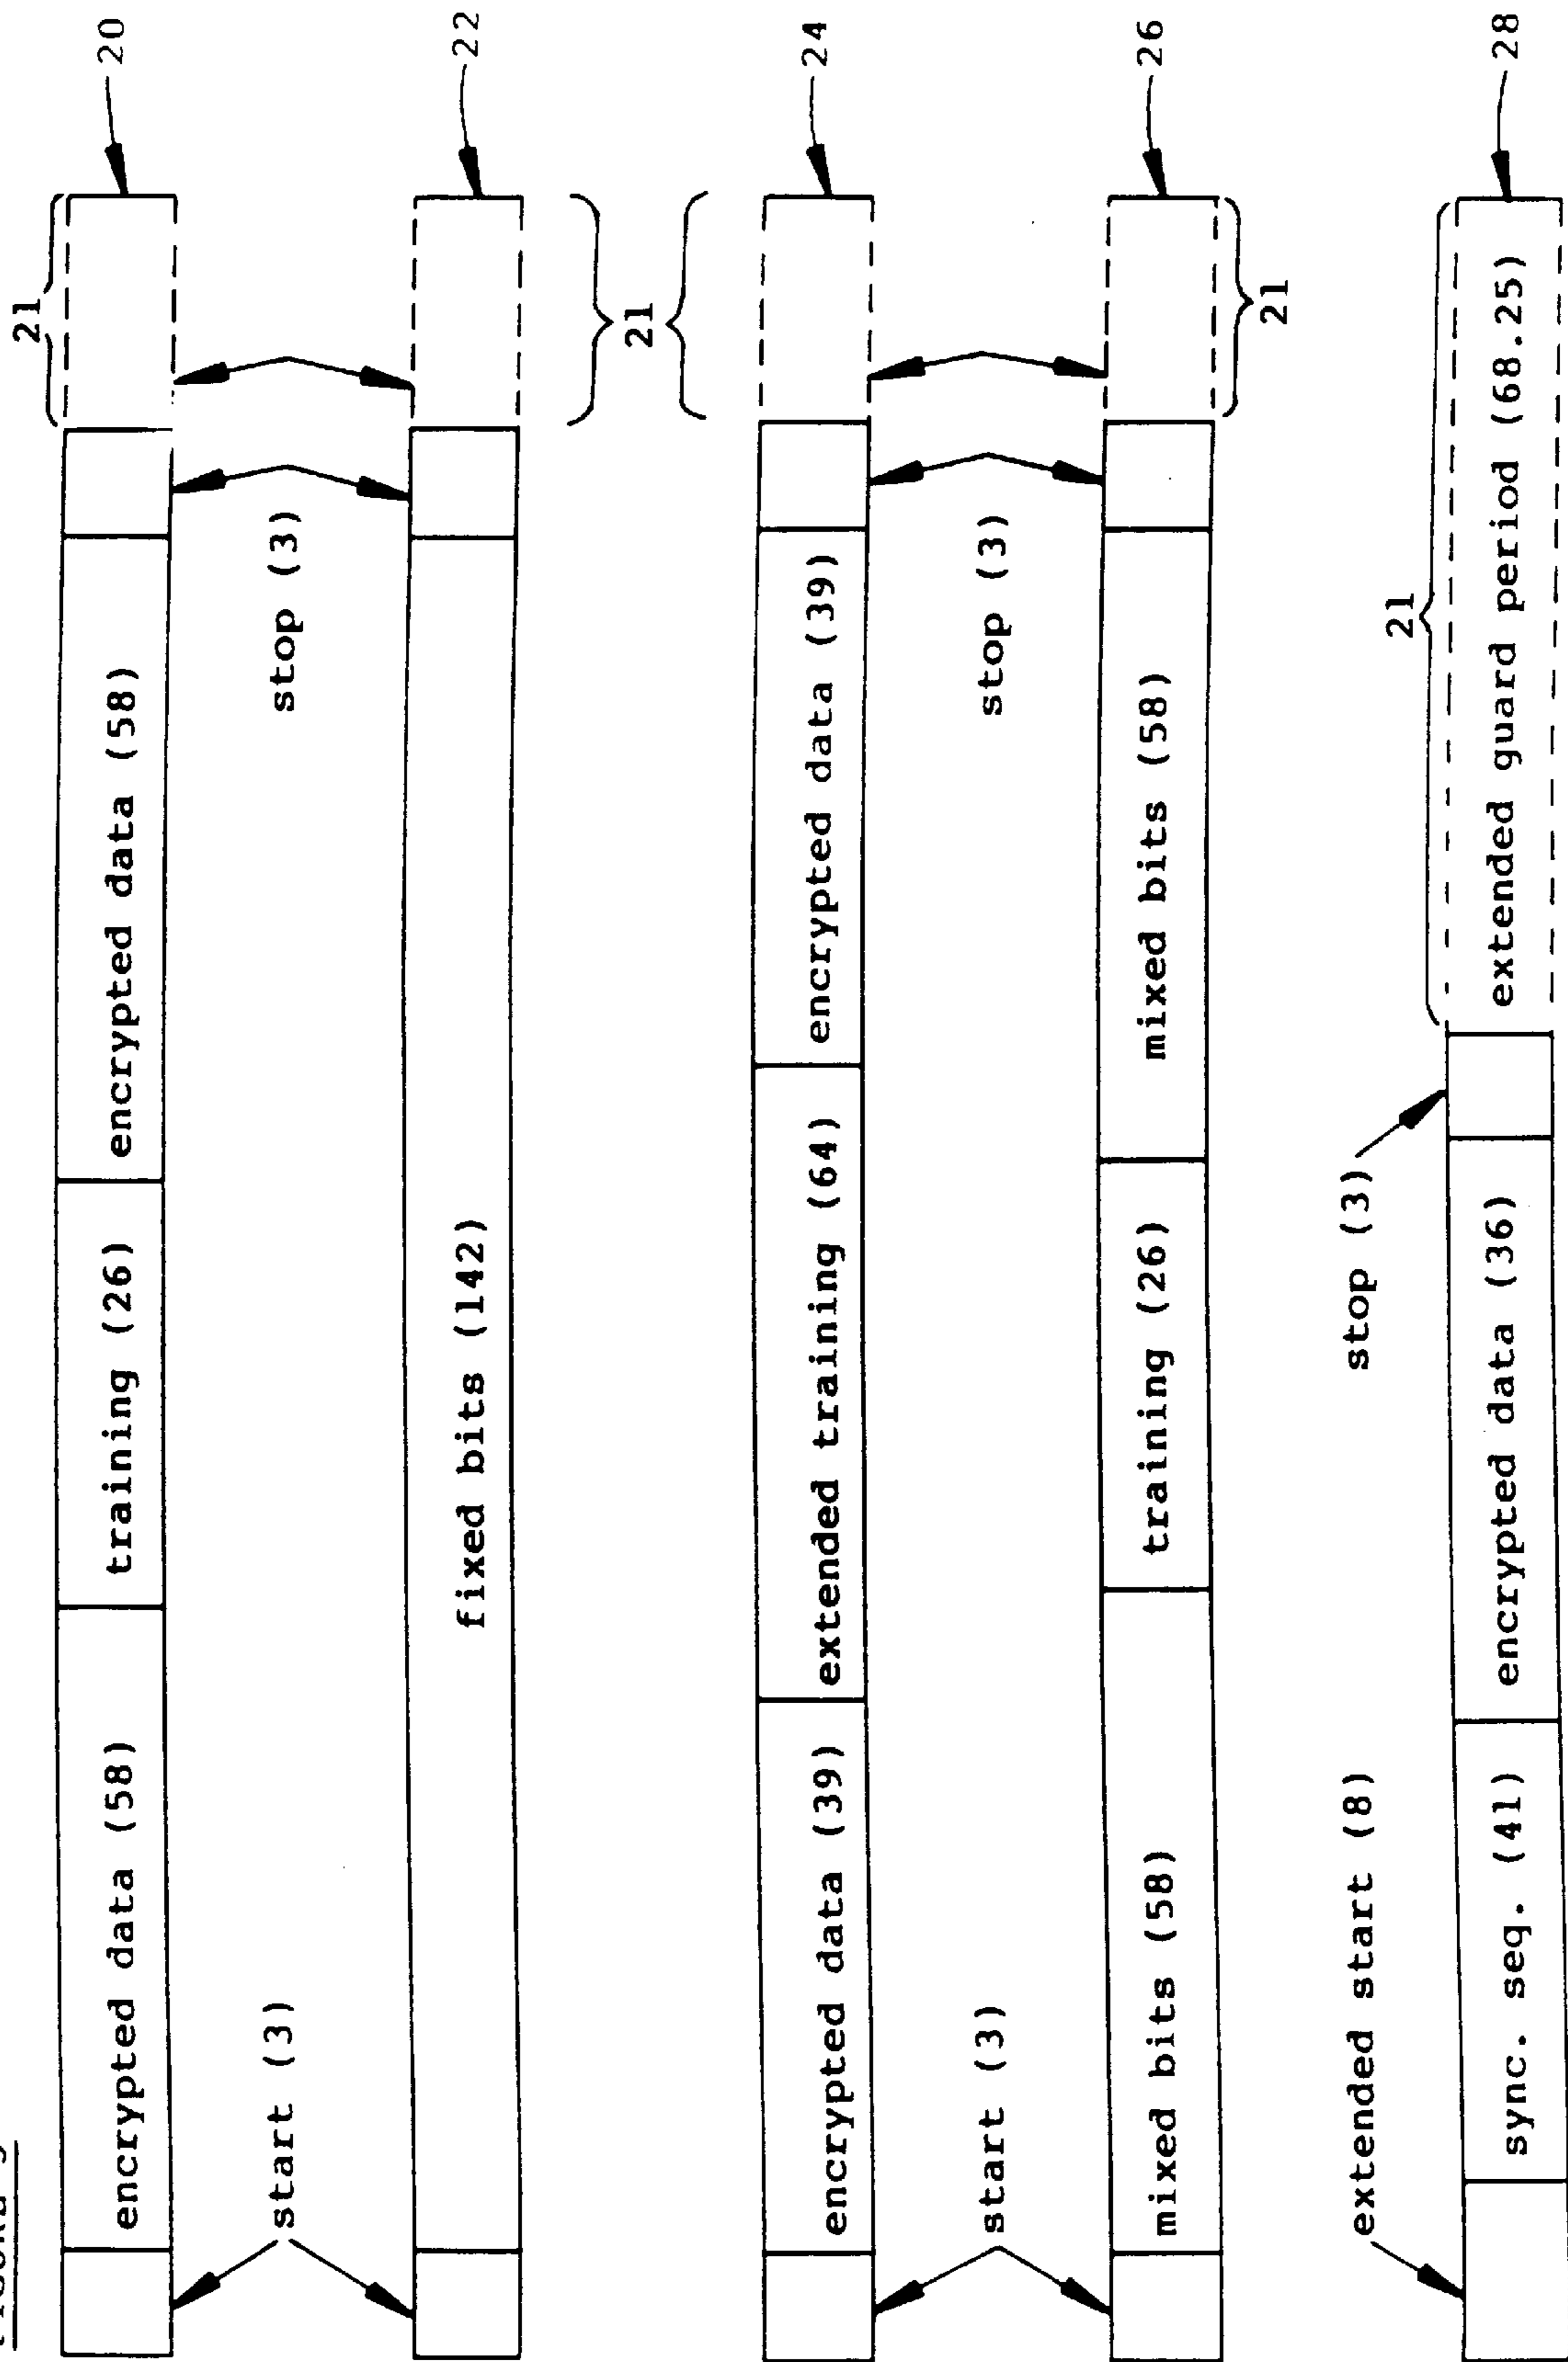 21
20
encrypted data (58)
training (26)
encrypted data (58)
start (3)
stop (3)
22
fixed bits (142)
21
24
encrypted data (39)
extended training (64)
encrypted data (39)
start (3)
stop (3)
26
mixed bits (58)
training (26)
mixed bits (58)
21
extended start (8)
stop (3)
21
28
sync. seq. (41)
encrypted data (36)
extended guard period (68.25)